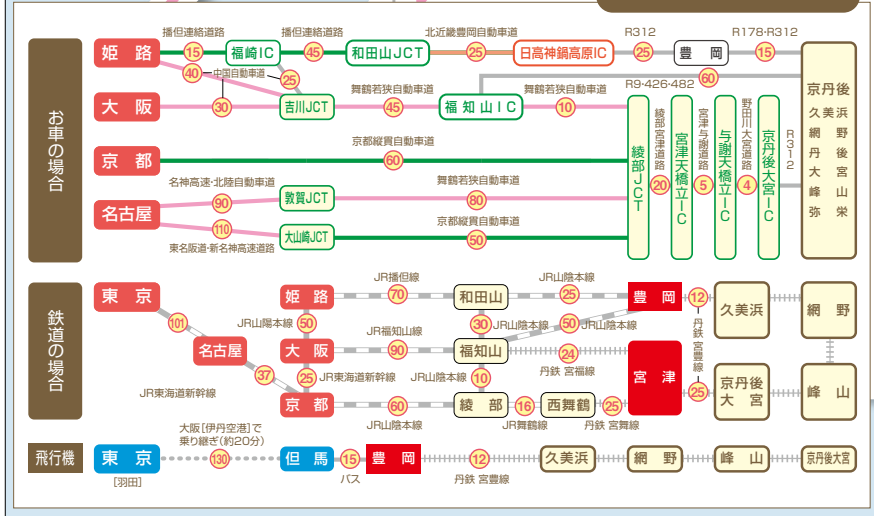 お車の場合
播但連絡道路
播但連絡道路
北近畿豊岡自動車道
R312
R178・R312
姫路
15
福崎IC
45
和田山JCT
25
日高神鍋高原IC
25
豊岡
15
40
中国自動車道
25
60
京丹後
久美浜
網野
丹後
大宮
峰山
弥栄
舞鶴若狭自動車道
舞鶴若狭自動車道
R9・426・482
大阪
30
吉川JCT
45
福知山IC
10
綾部JCT
綾部宮津道路
20
宮津天橋立IC
宮津与謝道路
5
与謝天橋立IC
野田川大宮道路
4
京丹後大宮IC
R312
京都縦貫自動車道
京都
60
名神高速・北陸自動車道
舞鶴若狭自動車道
名古屋
90
敦賀JCT
80
京都縦貫自動車道
110
大山崎JCT
50
東名阪道・新名神高速道路
鉄道の場合
JR播但線
JR山陰本線
東京
姫路
70
和田山
25
豊岡
12
久美浜
網野
101
JR山陽本線
50
JR福知山線
30
JR山陰本線
50
JR山陰本線
丹鉄 宮豊線
名古屋
大阪
90
福知山
24
丹鉄 宮福線
宮津
37
25
JR東海道新幹線
JR山陰本線
10
25
京丹後大宮
峰山
JR東海道新幹線
京都
60
綾部
16
西舞鶴
25
JR山陰本線
JR舞鶴線
丹鉄 宮舞線
飛行機
大阪[伊丹空港]で
乗り継ぎ(約20分)
東京
130
但馬
15
豊岡
12
久美浜
網野
峰山
京丹後大宮
[羽田]
バス
丹鉄 宮豊線